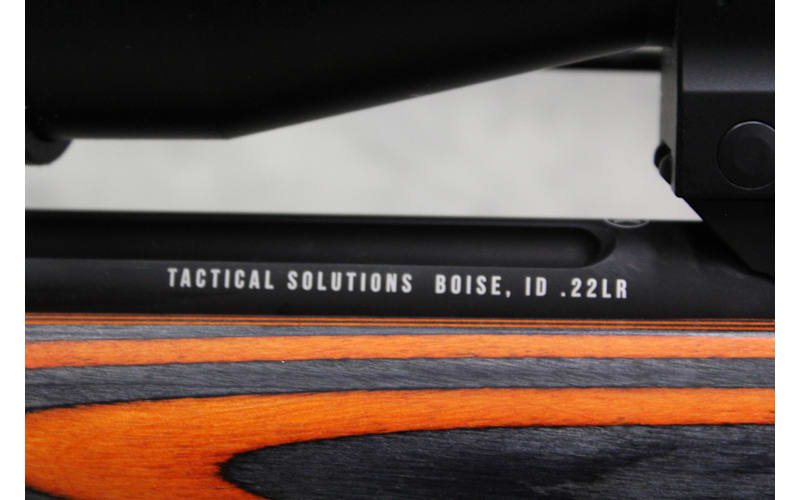 TACTICAL SOLUTIONS BOISE, ID .22LR